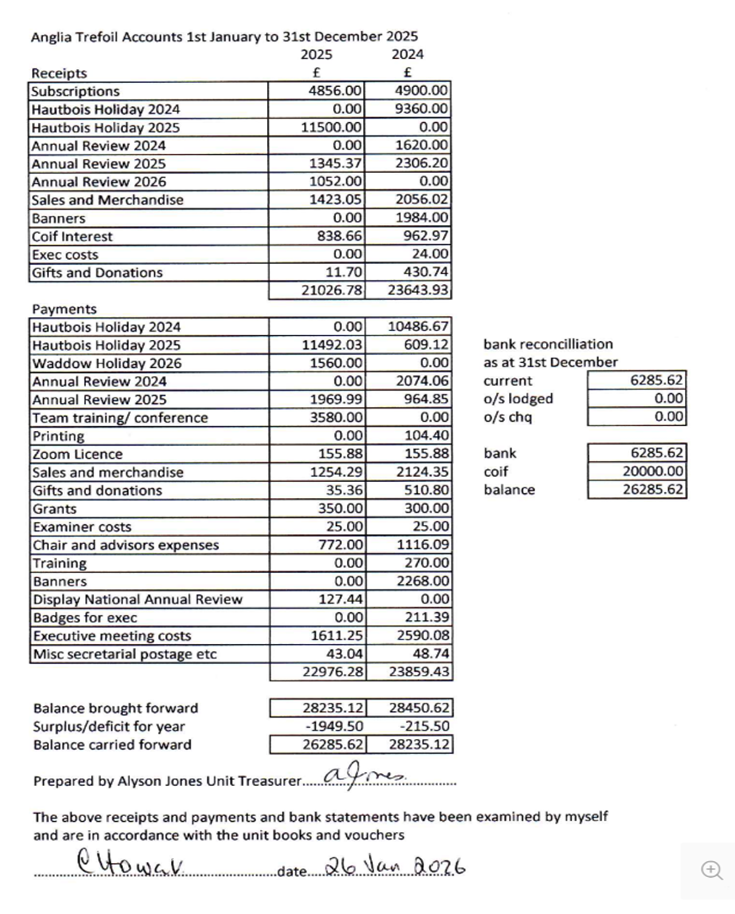 Anglia Trefoil Accounts 1st January to 31st December 2025
2025 2024
Receipts £ £
Subscriptions 4856.00 4900.00
Hautbois Holiday 2024 0.00 9360.00
Hautbois Holiday 2025 11500.00 0.00
Annual Review 2024 0.00 1620.00
Annual Review 2025 1345.37 2306.20
Annual Review 2026 1052.00 0.00
Sales and Merchandise 1423.05 2056.02
Banners 0.00 1984.00
Coif Interest 838.66 962.97
Exec costs 0.00 24.00
Gifts and Donations 11.70 430.74
21026.78 23643.93
Payments
Hautbois Holiday 2024 0.00 10486.67
Hautbois Holiday 2025 11492.03 609.12
Waddow Holiday 2026 1560.00 0.00
Annual Review 2024 0.00 2074.06
Annual Review 2025 1969.99 964.85
Team training/ conference 3580.00 0.00
Printing 0.00 104.40
Zoom Licence 155.88 155.88
Sales and merchandise 1254.29 2124.35
Gifts and donations 35.36 510.80
Grants 350.00 300.00
Examiner costs 25.00 25.00
Chair and advisors expenses 772.00 1116.09
Training 0.00 270.00
Banners 0.00 2268.00
Display National Annual Review 127.44 0.00
Badges for exec 0.00 211.39
Executive meeting costs 1611.25 2590.08
Misc secretarial postage etc 43.04 48.74
22976.28 23859.43
bank reconcilliation
as at 31st December
current 6285.62
o/s lodged 0.00
o/s chq 0.00
bank 6285.62
coif 20000.00
balance 26285.62
Balance brought forward 28235.12 28450.62
Surplus/deficit for year -1949.50 -215.50
Balance carried forward 26285.62 28235.12
Prepared by Alyson Jones Unit Treasurer.... a Jones
The above receipts and payments and bank statements have been examined by myself
and are in accordance with the unit books and vouchers
date.... 26 Jan 2026